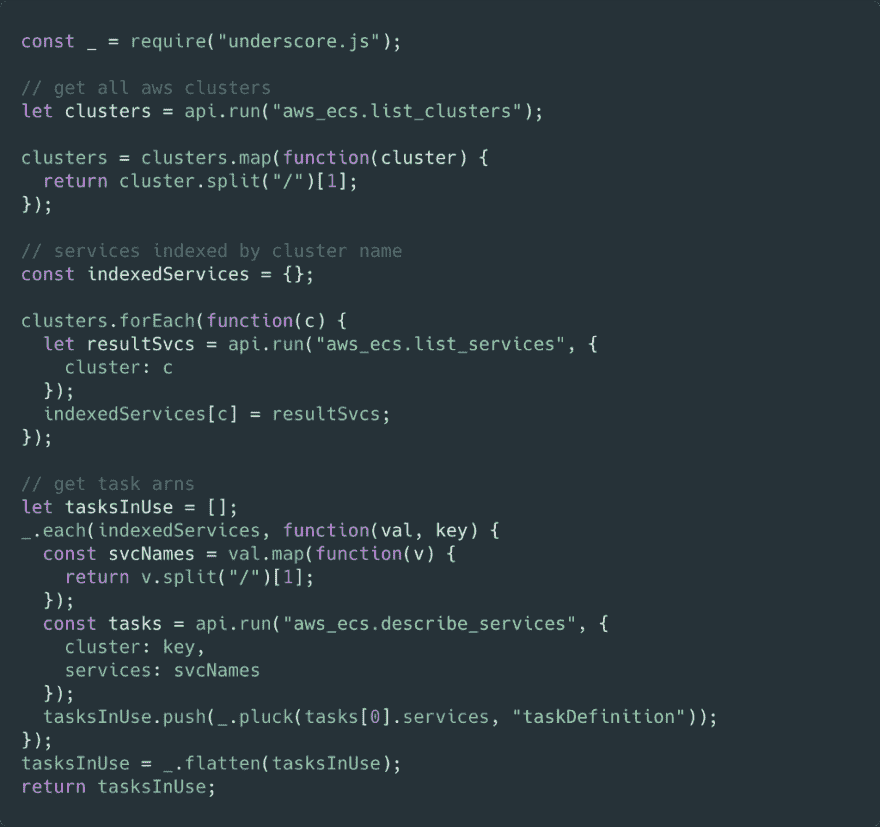 const _ = require("underscore.js");

// get all aws clusters
let clusters = api.run("aws_ecs.list_clusters");

clusters = clusters.map(function(cluster) {
  return cluster.split("/")[1];
});

// services indexed by cluster name
const indexedServices = {};

clusters.forEach(function(c) {
  let resultSvcs = api.run("aws_ecs.list_services", {
    cluster: c
  });
  indexedServices[c] = resultSvcs;
});

// get task arns
let tasksInUse = [];
_.each(indexedServices, function(val, key) {
  const svcNames = val.map(function(v) {
    return v.split("/")[1];
  });
  const tasks = api.run("aws_ecs.describe_services", {
    cluster: key,
    services: svcNames
  });
  tasksInUse.push(_.pluck(tasks[0].services, "taskDefinition"));
});
tasksInUse = _.flatten(tasksInUse);
return tasksInUse;